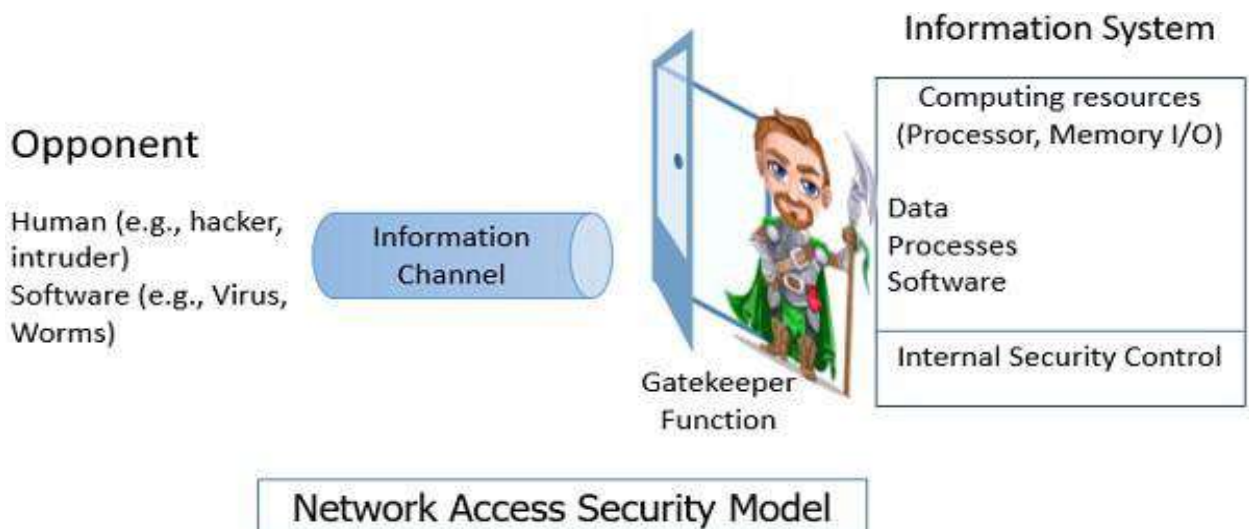 Information System
Computing resources
(Processor, Memory I/O)
Opponent
Human (e.g., hacker,
intruder)
Software (e.g., Virus,
Worms)
Information
Channel
Data
Processes
Software
Internal Security Control
Gatekeeper
Function
Network Access Security Model